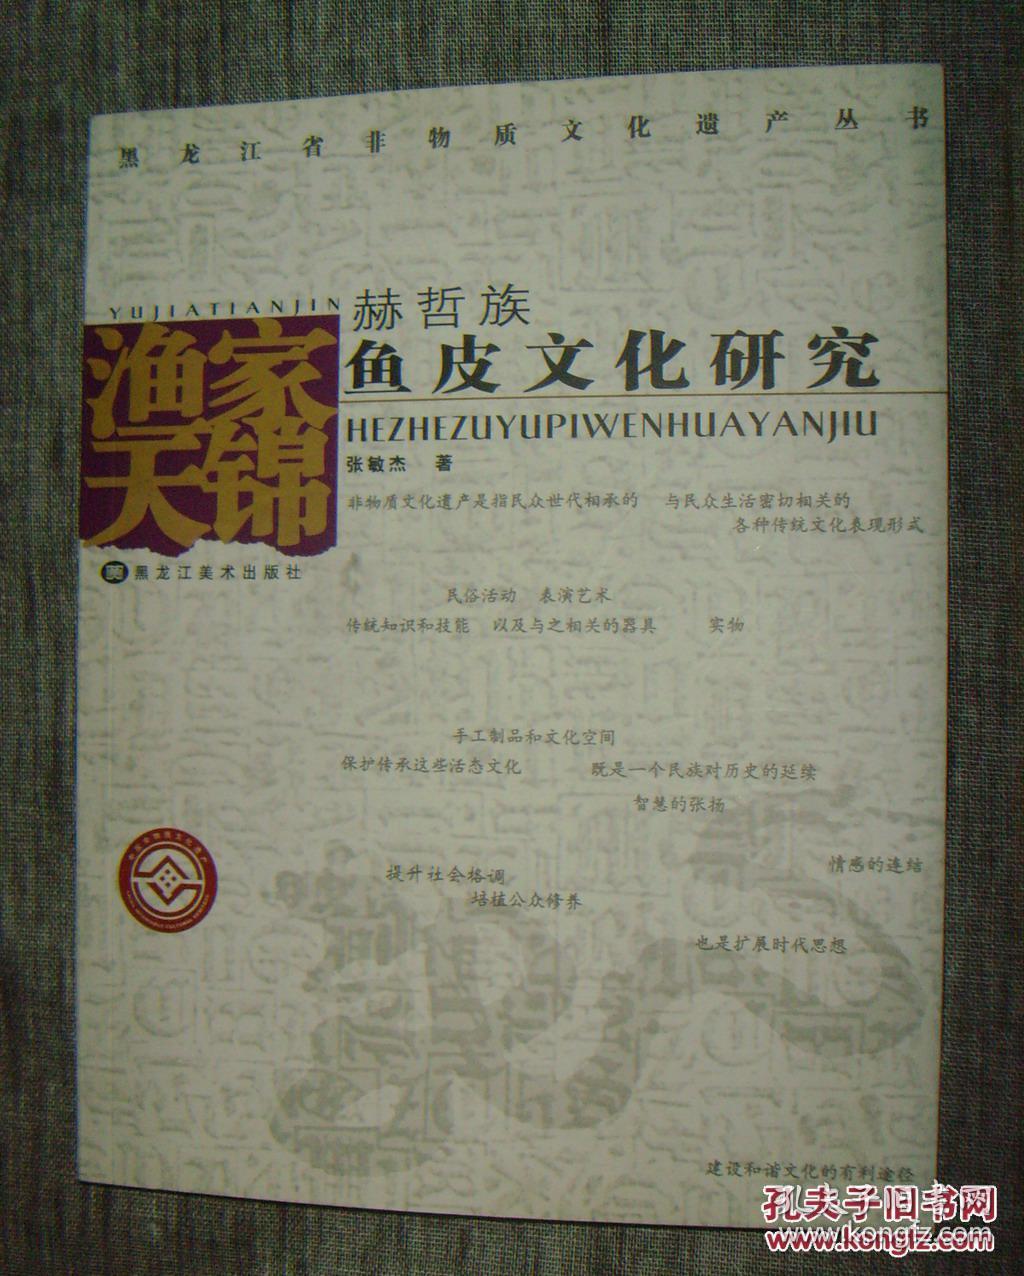 黑龙江省非物质文化遗产丛书
YUJIATIANJIN
渔家
天锦
赫哲族
鱼皮文化研究
HEZHEZUYUPIWENHUAYANJIU
张敏杰 著
非物质文化遗产是指民众世代相承的 与民众生活密切相关的
各种传统文化表现形式
黑龙江美术出版社
民俗活动 表演艺术
传统知识和技能 以及与之相关的器具 实物
手工制品和文化空间
保护传承这些活态文化 既是一个民族对历史的延续
智慧的张扬
情感的连结
提升社会格调
培植公众修养
也是扩展时代思想
建设和谐文化的有利途径
孔夫子旧书网
www.kongfz.com